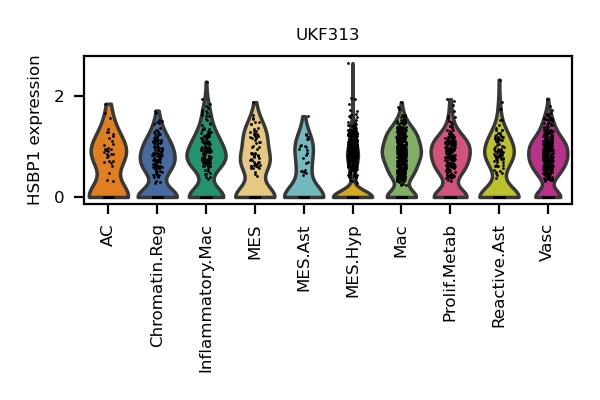 UKF313
HSBP1 expression
2
0
AC
Chromatin.Reg
Inflammatory.Mac
MES
MES.Ast
MES.Hyp
Mac
Prolif.Metab
Reactive.Ast
Vasc